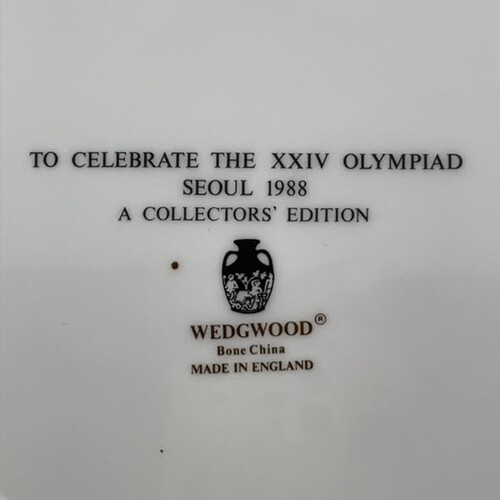 TO CELEBRATE THE XXIV OLYMPIAD
SEOUL 1988
A COLLECTORS' EDITION
WEDGWOOD®
Bone China
MADE IN ENGLAND